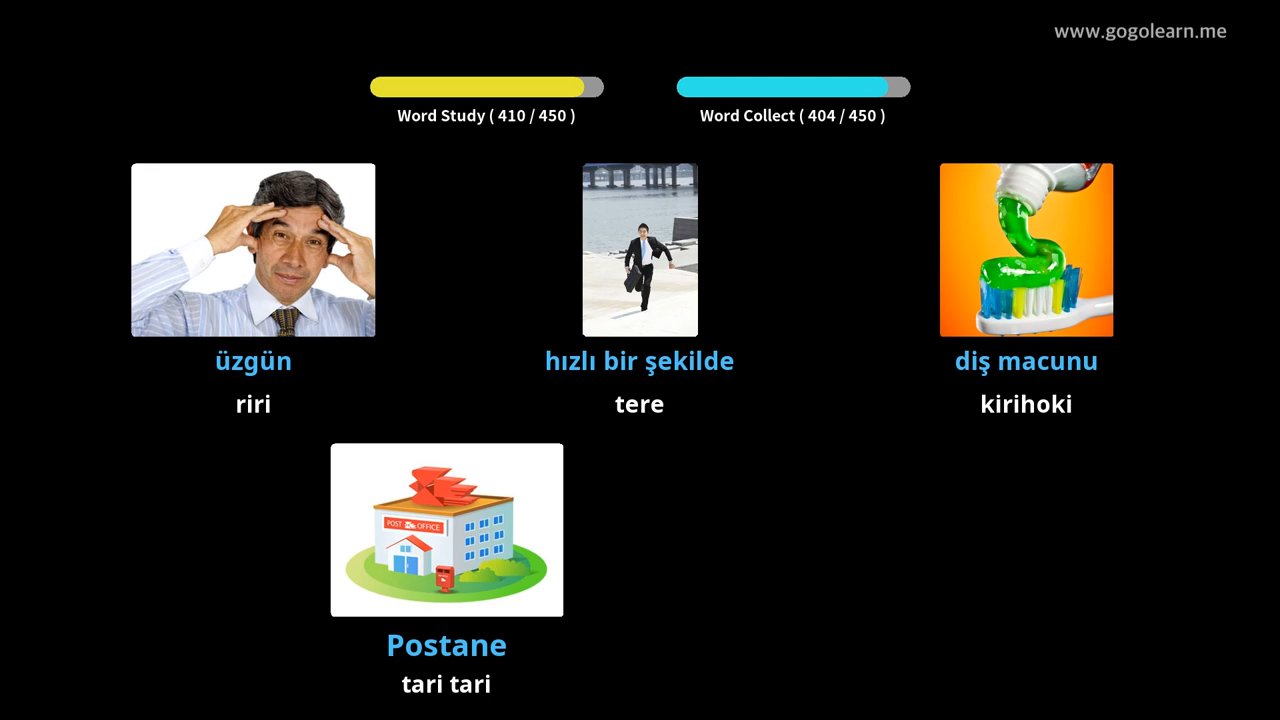 www.gogolearn.me
Word Study ( 410 / 450 )
Word Collect ( 404 / 450 )
üzgün
hızlı bir şekilde
diş macunu
riri
tere
kirihoki
POST OFFICE
Postane
tari tari